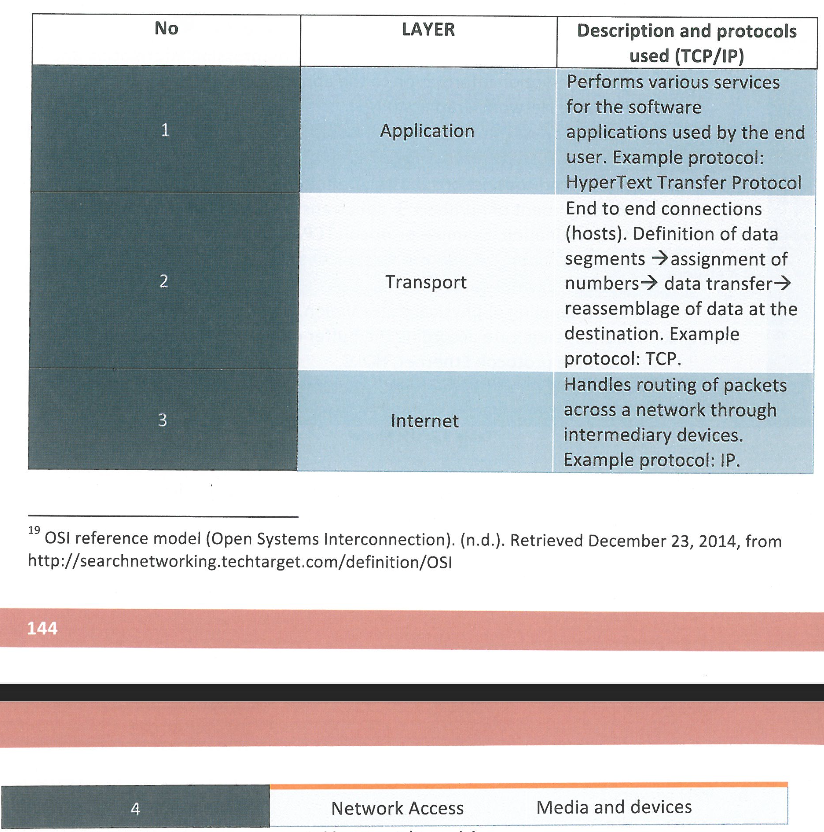 No
LAYER
Description and protocols
used (TCP/IP)
1
Application
Performs various services
for the software
applications used by the end
user. Example protocol:
HyperText Transfer Protocol
2
Transport
End to end connections
(hosts). Definition of data
segments →assignment of
numbers→ data transfer→
reassemblage of data at the
destination. Example
protocol: TCP.
3
Internet
Handles routing of packets
across a network through
intermediary devices.
Example protocol: IP.
19 OSI reference model (Open Systems Interconnection). (n.d.). Retrieved December 23, 2014, from
http://searchnetworking.techtarget.com/definition/OSI
144
4
Network Access
Media and devices